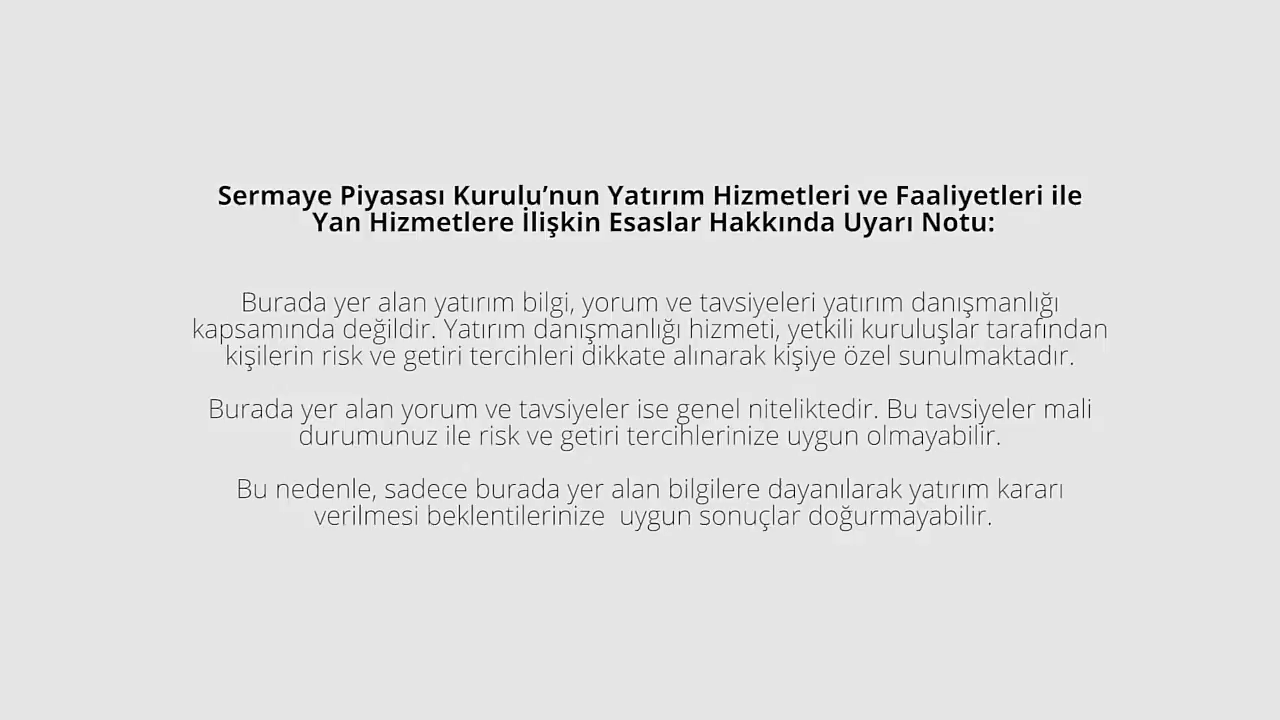 Sermaye Piyasası Kurulu’nun Yatırım Hizmetleri ve Faaliyetleri ile
Yan Hizmetlere İlişkin Esaslar Hakkında Uyarı Notu:
Burada yer alan yatırım bilgi, yorum ve tavsiyeleri yatırım danışmanlığı
kapsamında değildir. Yatırım danışmanlığı hizmeti, yetkili kuruluşlar tarafından
kişilerin risk ve getiri tercihleri dikkate alınarak kişiye özel sunulmaktadır.
Burada yer alan yorum ve tavsiyeler ise genel niteliktedir. Bu tavsiyeler mali
durumunuz ile risk ve getiri tercihlerinize uygun olmayabilir.
Bu nedenle, sadece burada yer alan bilgilere dayanılarak yatırım kararı
verilmesi beklentilerinize  uygun sonuçlar doğurmayabilir.